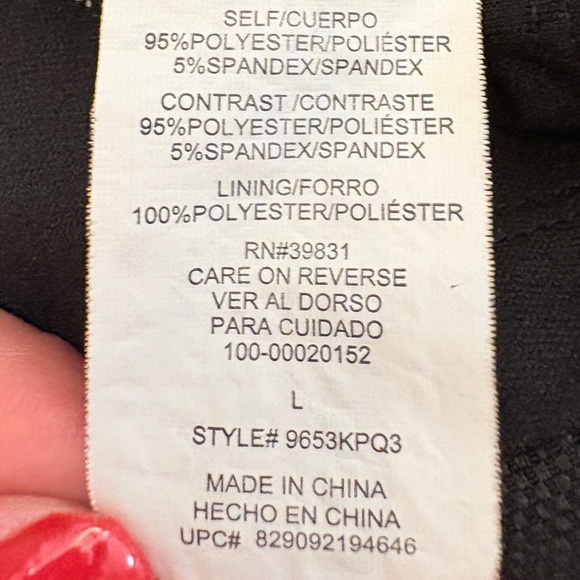 SELF/CUERPO
95%POLYESTER/POLIÉSTER
5%SPANDEX/SPANDEX
CONTRAST /CONTRASTE
95%POLYESTER/POLIÉSTER
5%SPANDEX/SPANDEX
LINING/FORRO
100%POLYESTER/POLIÉSTER
RN#39831
CARE ON REVERSE
VER AL DORSO
PARA CUIDADO
100-00020152
L
STYLE# 9653KPQ3
MADE IN CHINA
HECHO EN CHINA
UPC# 829092194646